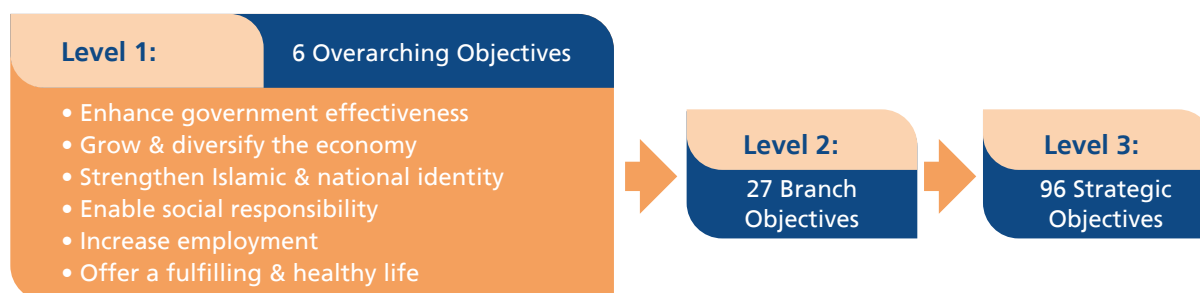 Level 1:
6 Overarching Objectives
• Enhance government effectiveness
• Grow & diversify the economy
• Strengthen Islamic & national identity
• Enable social responsibility
• Increase employment
• Offer a fulfilling & healthy life
Level 2:
27 Branch
Objectives
Level 3:
96 Strategic
Objectives